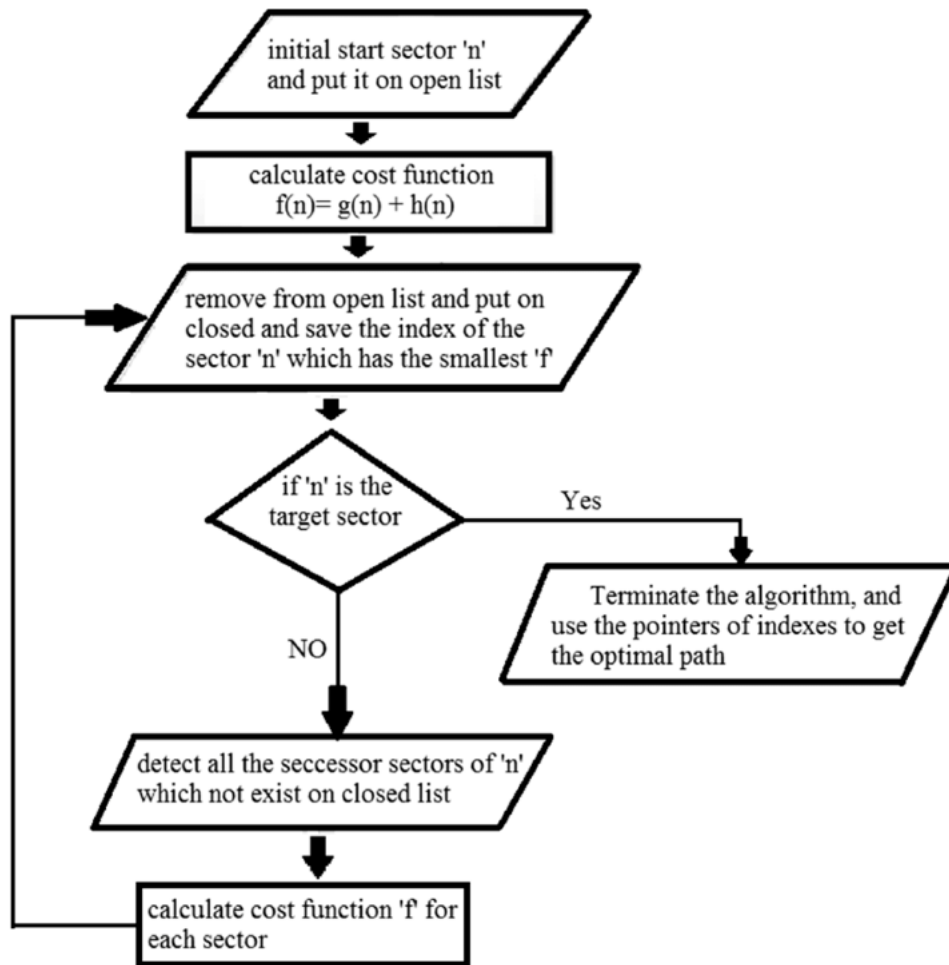 initial start sector 'n'
and put it on open list
calculate cost function
f(n)= g(n) + h(n)
remove from open list and put on
closed and save the index of the
sector 'n' which has the smallest 'f'
if 'n' is the
target sector
Yes
Terminate the algorithm, and
use the pointers of indexes to get
the optimal path
NO
detect all the seccessor sectors of 'n'
which not exist on closed list
calculate cost function 'f' for
each sector